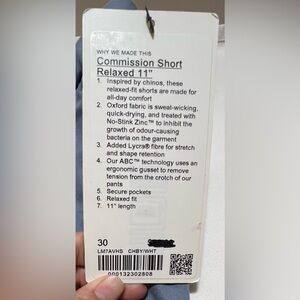 WHY WE MADE THIS
Commission Short
Relaxed 11"
1. Inspired by chinos, these
relaxed-fit shorts are made for
all-day comfort
2. Oxford fabric is sweat-wicking,
quick-drying, and treated with
No-Stink Zinc™ to inhibit the
growth of odour-causing
bacteria on the garment
3. Added Lycra® fibre for stretch
and shape retention
4. Our ABC™ technology uses an
ergonomic gusset to remove
tension from the crotch of our
pants
5. Secure pockets
6. Relaxed fit
7. 11" length
30
LM7AVHS CHBY/WHT
000132302808